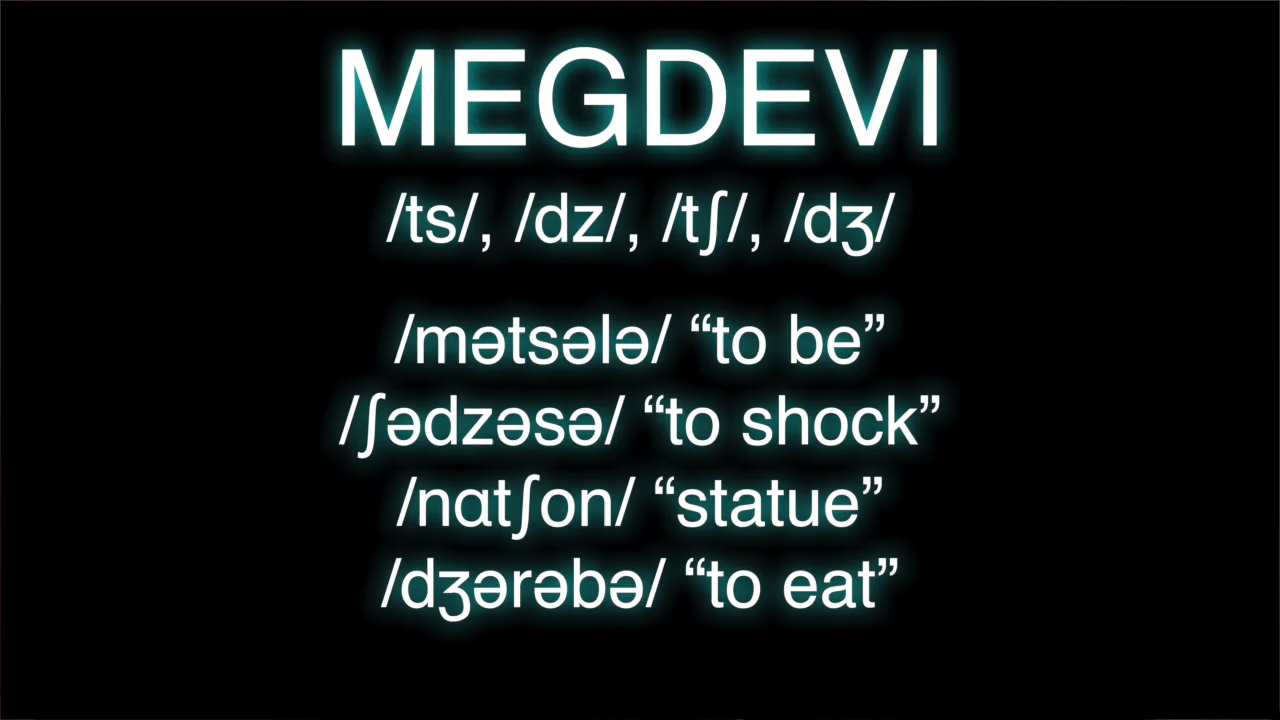 MEGDEVI
/ts/, /dz/, /tʃ/, /dʒ/
/mətsələ/ “to be”
/ʃədzəsə/ “to shock”
/nɑtʃon/ “statue”
/dʒərəbə/ “to eat”